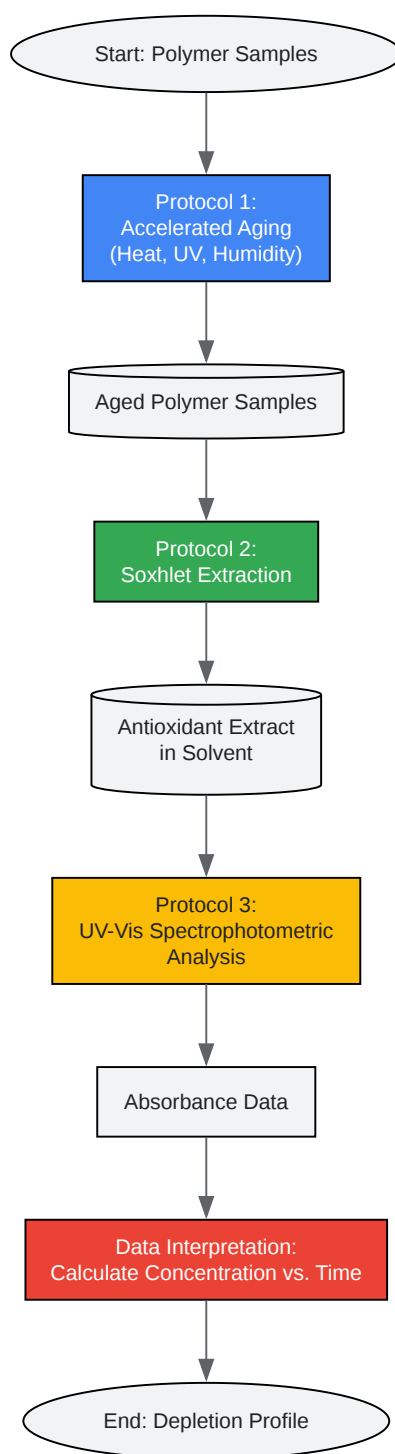 Start: Polymer Samples
Protocol 1:
Accelerated Aging
(Heat, UV, Humidity)
Aged Polymer Samples
Protocol 2:
Soxhlet Extraction
Antioxidant Extract
in Solvent
Protocol 3:
UV-Vis Spectrophotometric
Analysis
Absorbance Data
Data Interpretation:
Calculate Concentration vs. Time
End: Depletion Profile